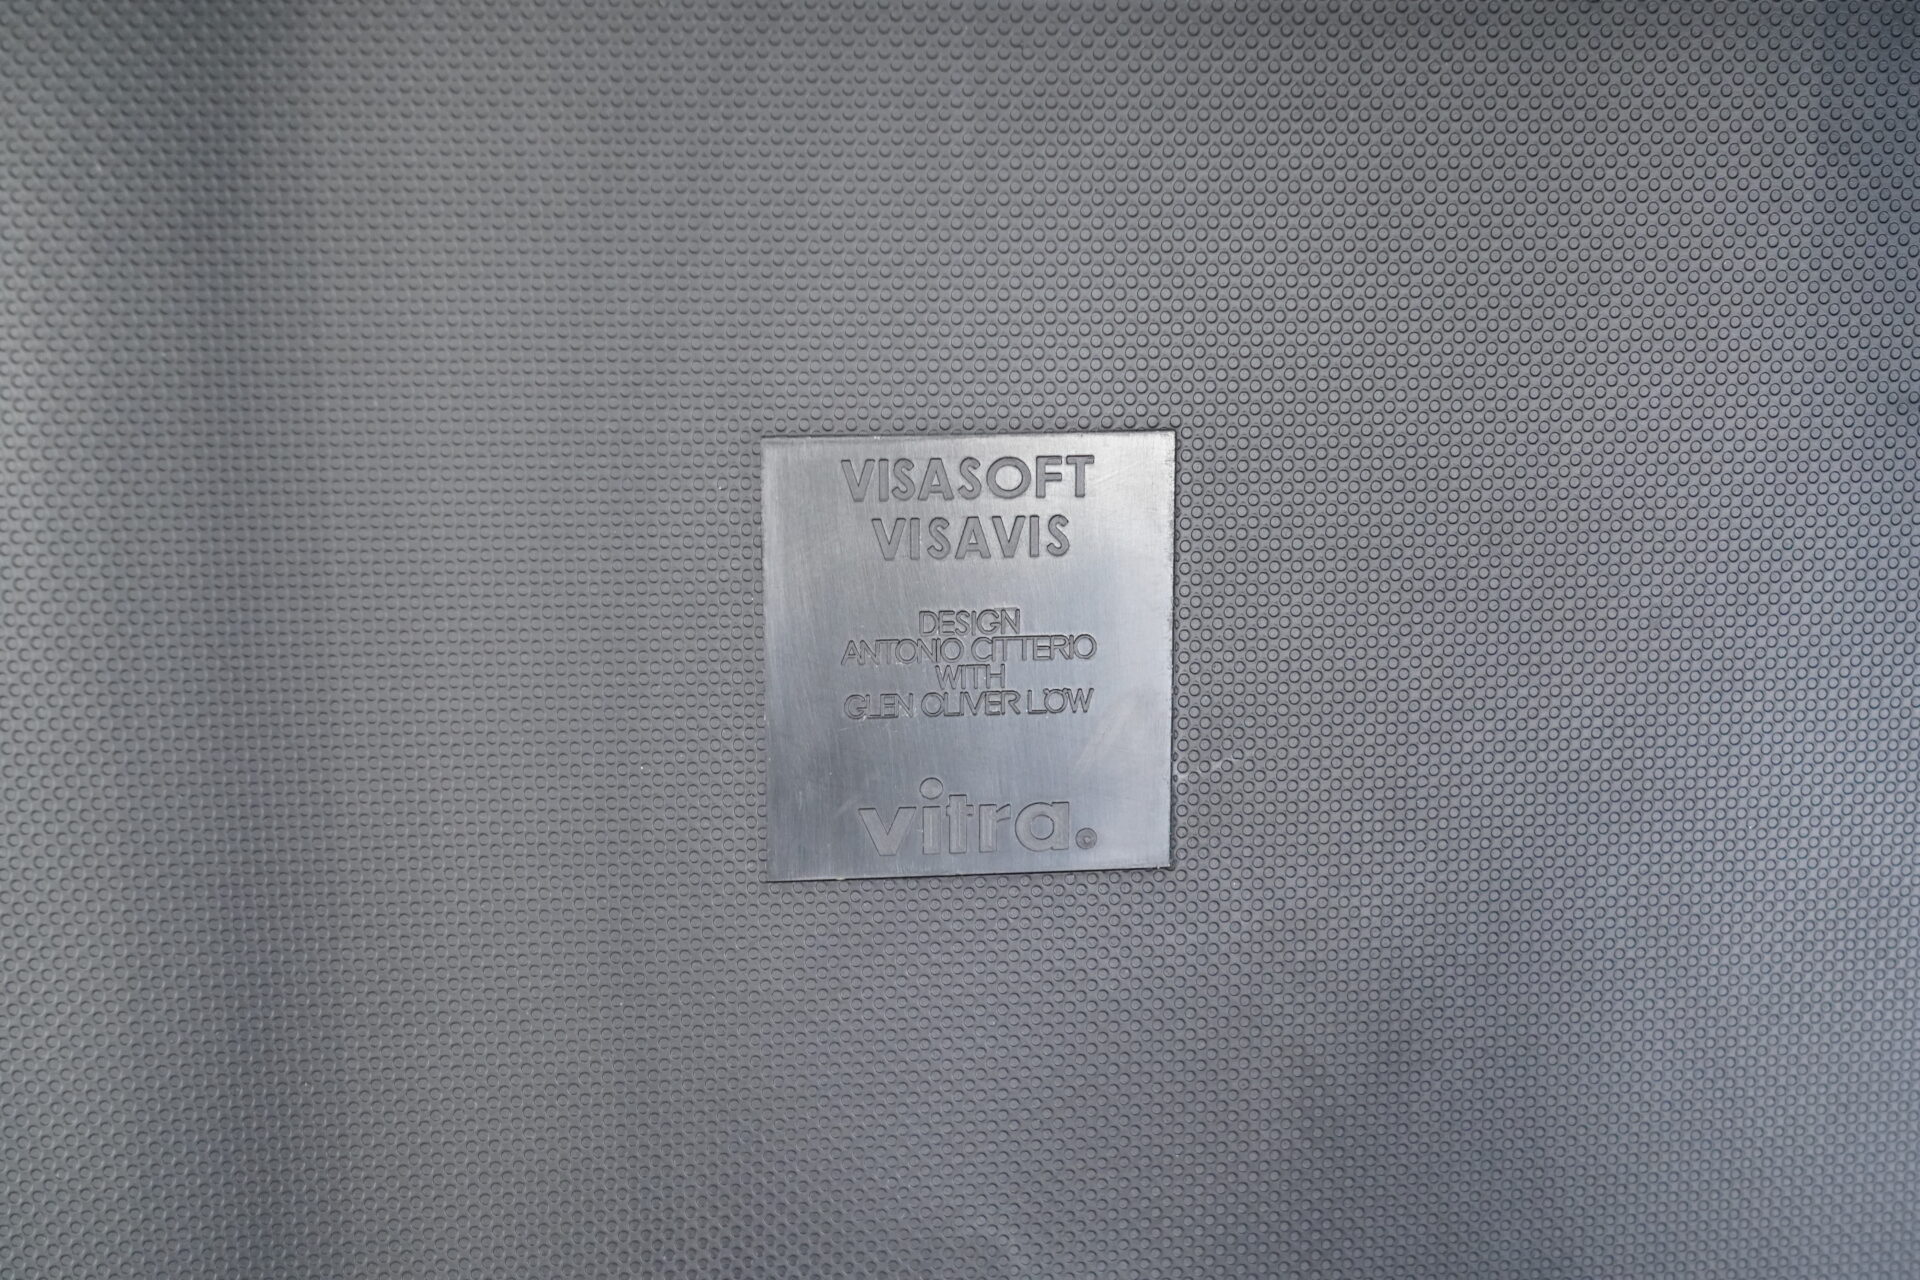 VISASOFT
VISAVIS
DESIGN
ANTONIO CITTERIO
WITH
GLEN OLIVER LÖW
vitra.